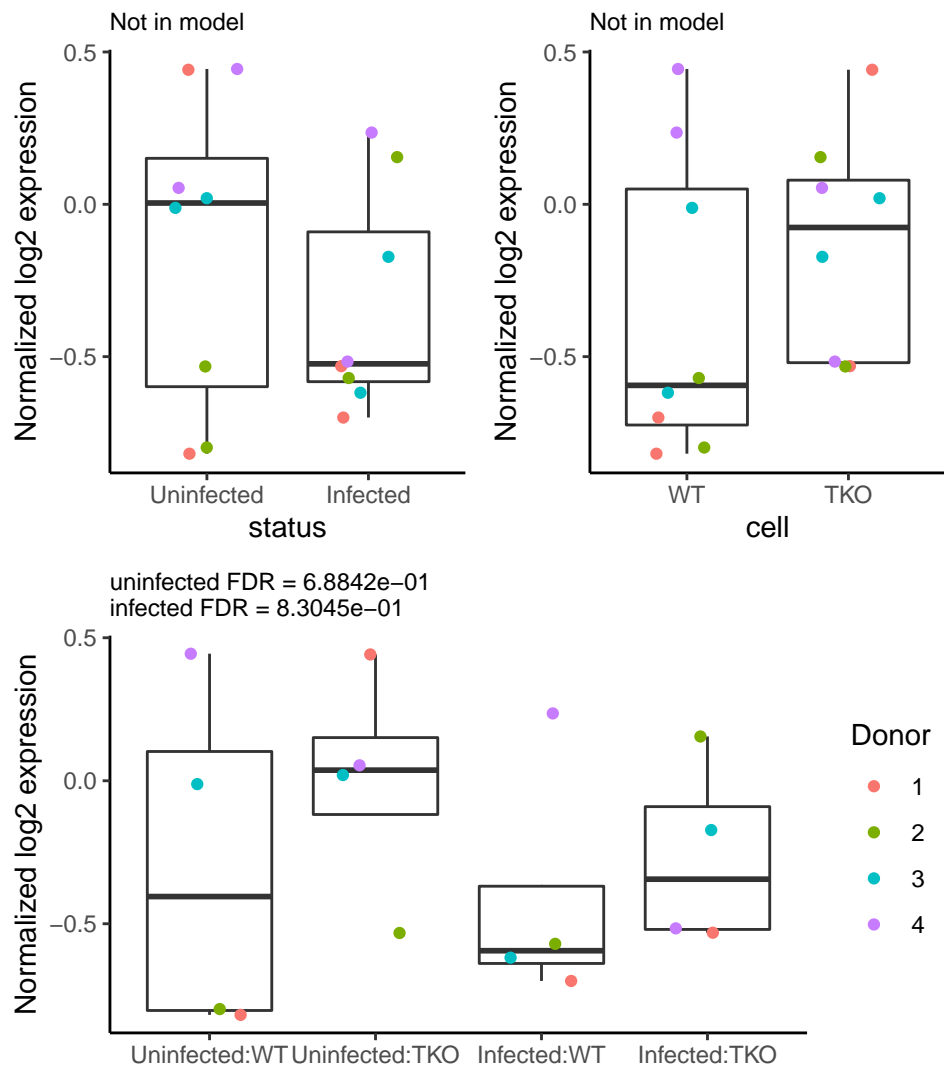 Not in model
Normalized log2 expression
0.5
0.0
−0.5
Uninfected
Infected
status
Not in model
Normalized log2 expression
0.5
0.0
−0.5
WT
TKO
cell
uninfected FDR = 6.8842e−01
infected FDR = 8.3045e−01
Normalized log2 expression
0.5
0.0
−0.5
Uninfected:WT
Uninfected:TKO
Infected:WT
Infected:TKO
Donor
1
2
3
4